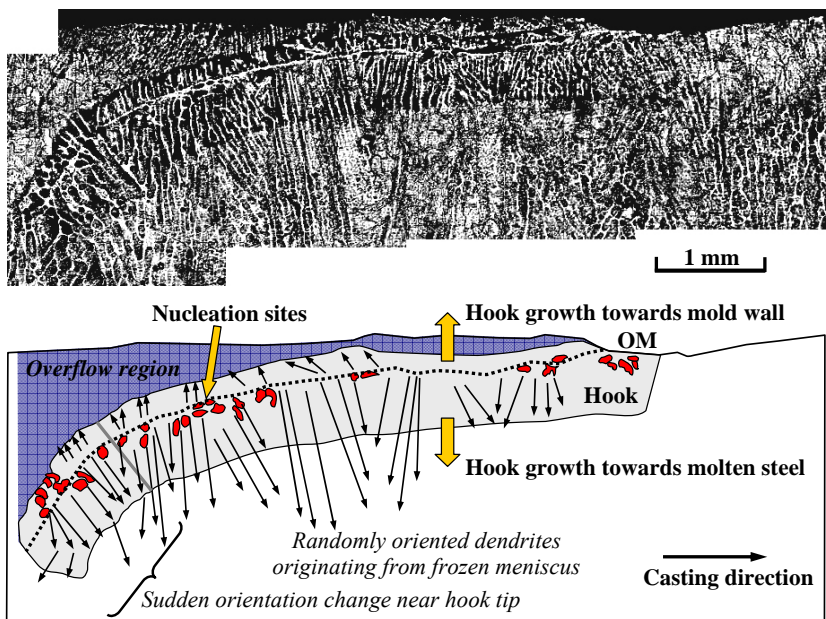 1 mm
Nucleation sites
Hook growth towards mold wall
OM
Overflow region
Hook
Hook growth towards molten steel
Randomly oriented dendrites
originating from frozen meniscus
Casting direction
Sudden orientation change near hook tip